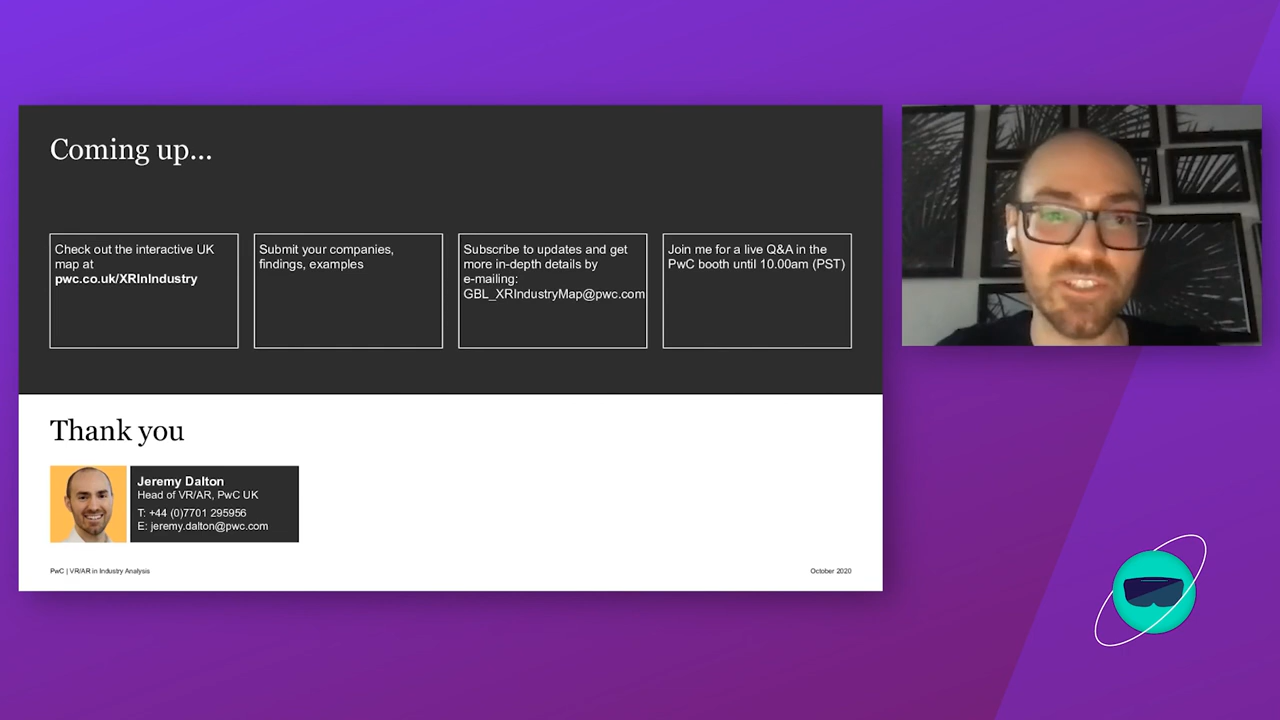 Coming up...
Check out the interactive UK
map at
pwc.co.uk/XRInIndustry
Submit your companies,
findings, examples
Subscribe to updates and get
more in-depth details by
e-mailing:
GBL_XRIndustryMap@pwc.com
Join me for a live Q&A in the
PwC booth until 10.00am (PST)
Thank you
Jeremy Dalton
Head of VR/AR, PwC UK
T: +44 (0)7701 295956
E: jeremy.dalton@pwc.com
PwC | VR/AR in Industry Analysis
October 2020